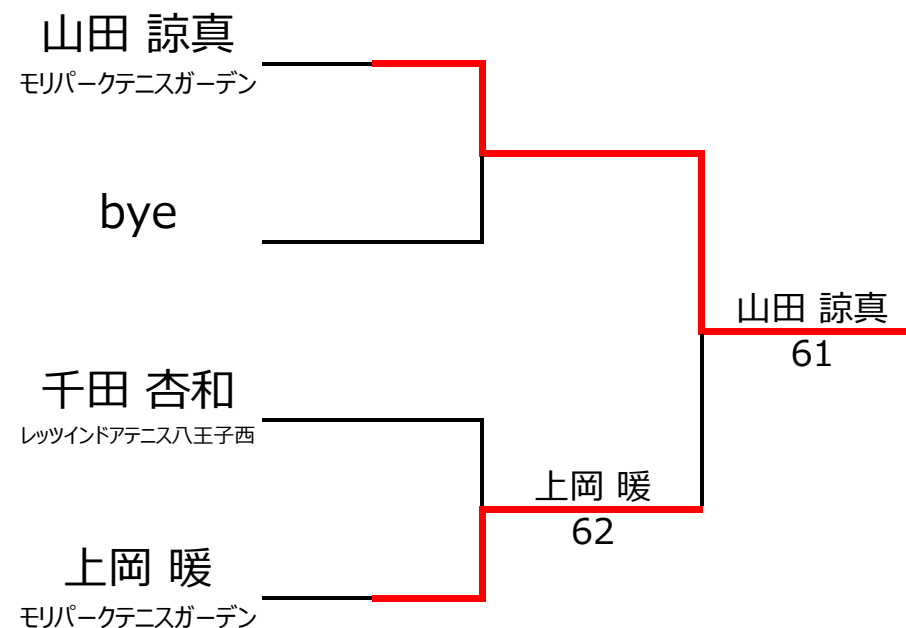 山田 諒真
モリパークテニスガーデン
bye
山田 諒真
61
千田 杏和
レッツインドアテニス八王子西
上岡 暖
62
上岡 暖
モリパークテニスガーデン